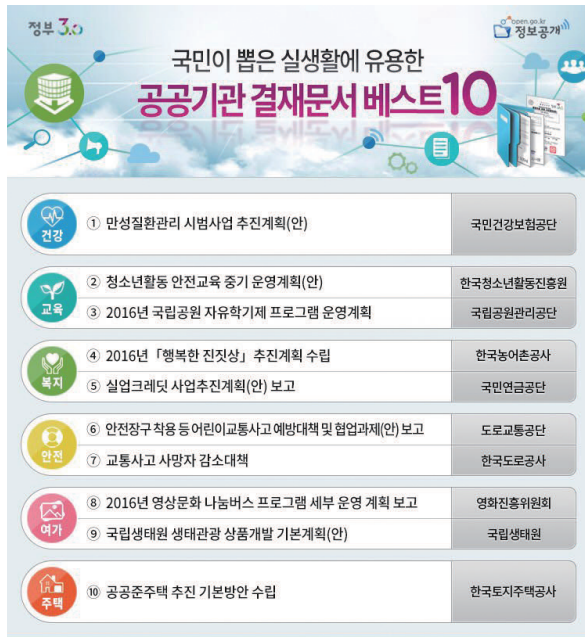 정부 3.0
open.go.kr
정보공개
국민이 뽑은 실생활에 유용한
공공기관 결재문서 베스트10
건강
① 만성질환관리 시범사업 추진계획(안)
국민건강보험공단
교육
② 청소년활동 안전교육 중기 운영계획(안)
한국청소년활동진흥원
③ 2016년 국립공원 자유학기제 프로그램 운영계획
국립공원관리공단
복지
④ 2016년「행복한 진짓상」추진계획 수립
한국농어촌공사
⑤ 실업크레딧 사업추진계획(안) 보고
국민연금공단
안전
⑥ 안전장구 착용 등 어린이교통사고 예방대책 및 협업과제(안) 보고
도로교통공단
⑦ 교통사고 사망자 감소대책
한국도로공사
여가
⑧ 2016년 영상문화 나눔버스 프로그램 세부 운영 계획 보고
영화진흥위원회
⑨ 국립생태원 생태관광 상품개발 기본계획(안)
국립생태원
주택
⑩ 공공준주택 추진 기본방안 수립
한국토지주택공사